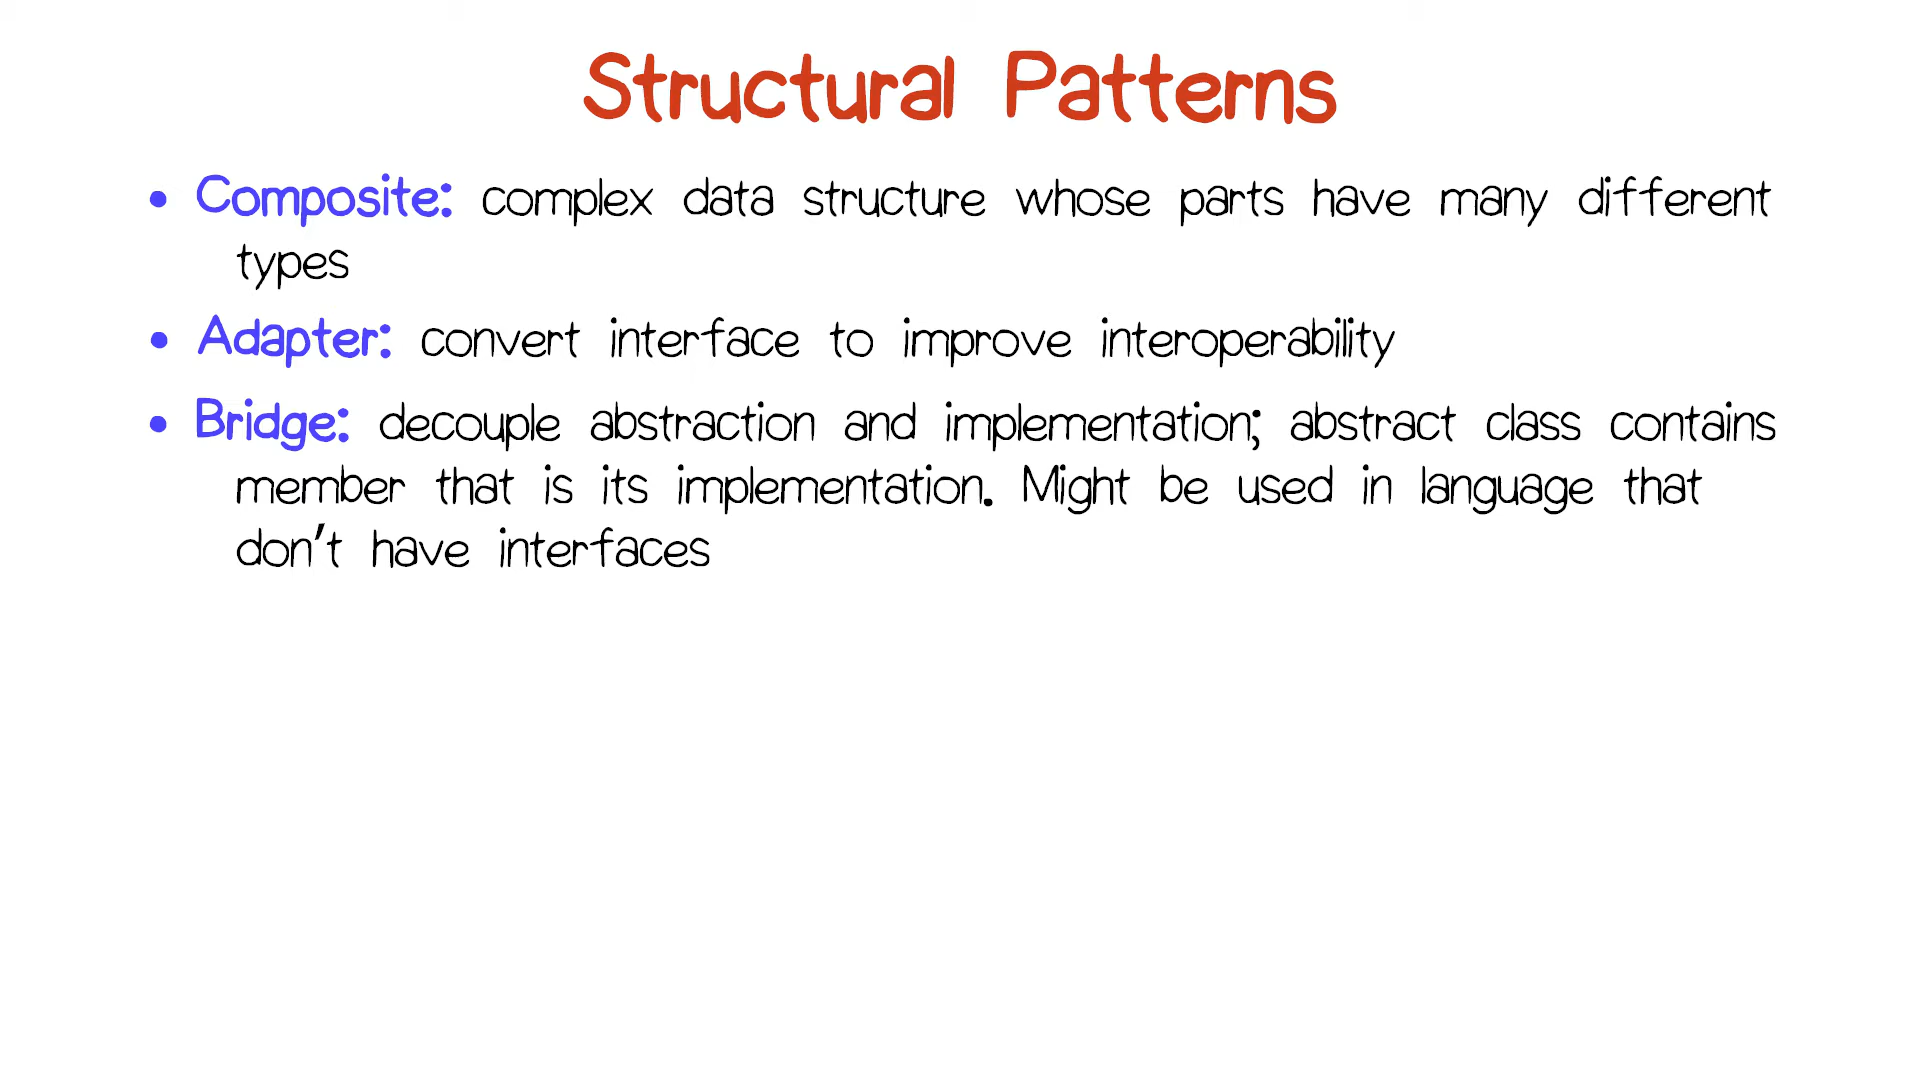 Structural Patterns
• Composite: complex data structure whose parts have many different
types
• Adapter: convert interface to improve interoperability
• Bridge: decouple abstraction and implementation; abstract class contains
member that is its implementation. Might be used in language that
don't have interfaces